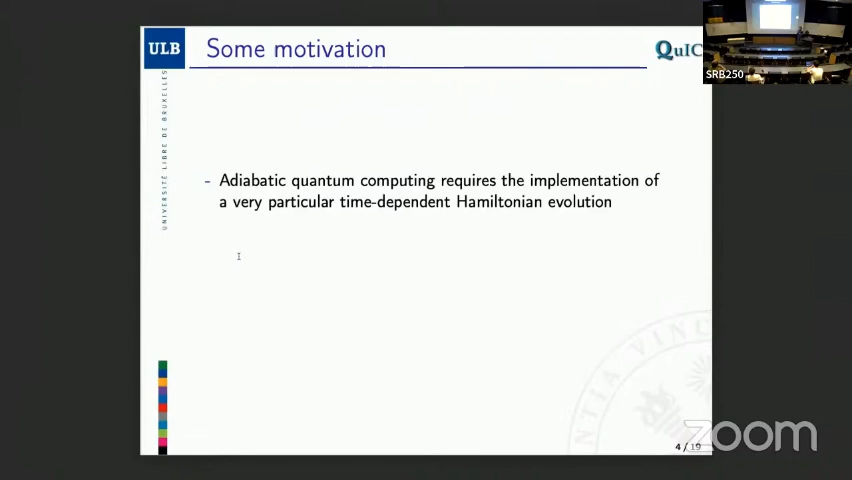 ULB
Some motivation
QuIC
SRB250
UNIVERSITÉ LIBRE DE BRUXELLES
- Adiabatic quantum computing requires the implementation of
a very particular time-dependent Hamiltonian evolution
4 / 19
zoom